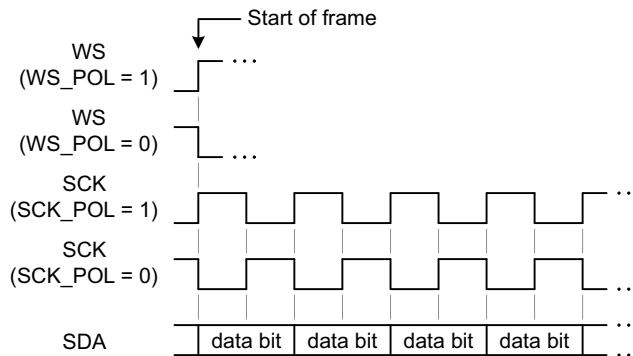 Start of frame
WS
(WS_POL = 1)
. . .
WS
(WS_POL = 0)
. . .
SCK
(SCK_POL = 1)
. .
SCK
(SCK_POL = 0)
. .
SDA data bit data bit data bit data bit
. .
. .